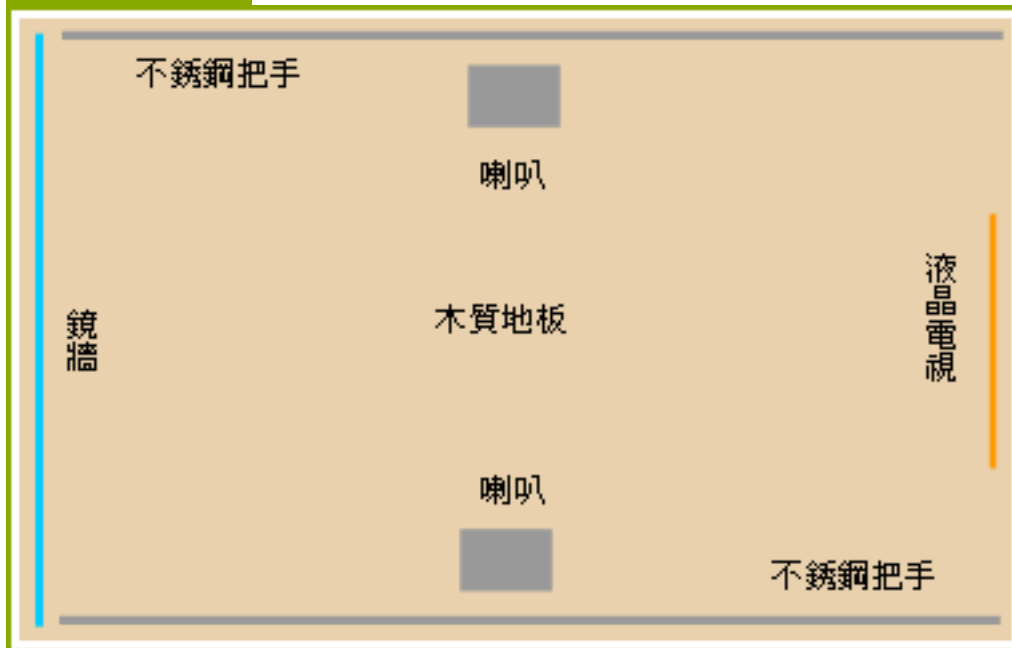 不銹鋼把手
喇叭
液晶電視
木質地板
鏡牆
喇叭
不銹鋼把手